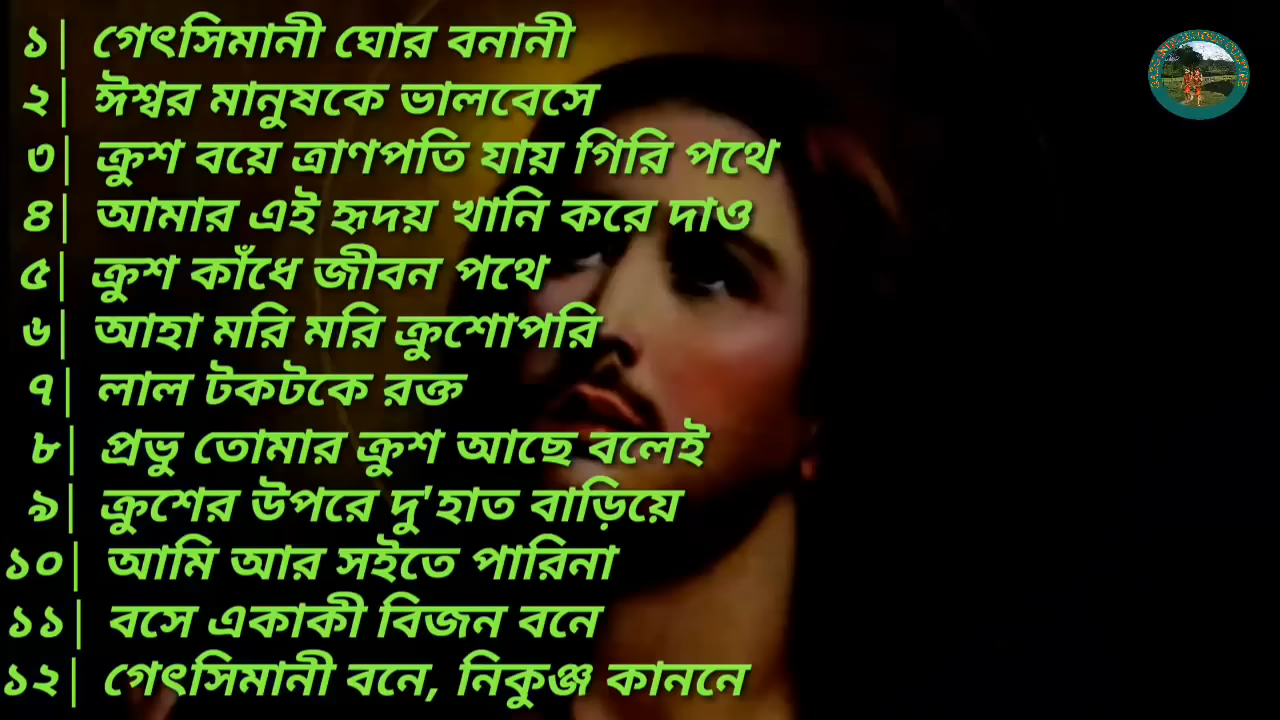 ১| গেৎসিমানী ঘোর বনানী
২| ঈশ্বর মানুষকে ভালবেসে
৩| ক্রুশ বয়ে ত্রাণপতি যায় গিরি পথে
৪| আমার এই হৃদয় খানি করে দাও
৫| ক্রুশ কাঁধে জীবন পথে
৬| আহা মরি মরি ক্রুশোপরি
৭| লাল টকটকে রক্ত
৮| প্রভু তোমার ক্রুশ আছে বলেই
৯| ক্রুশের উপরে দু'হাত বাড়িয়ে
১০| আমি আর সইতে পারিনা
১১| বসে একাকী বিজন বনে
১২| গেৎসিমানী বনে, নিকুঞ্জ কাননে